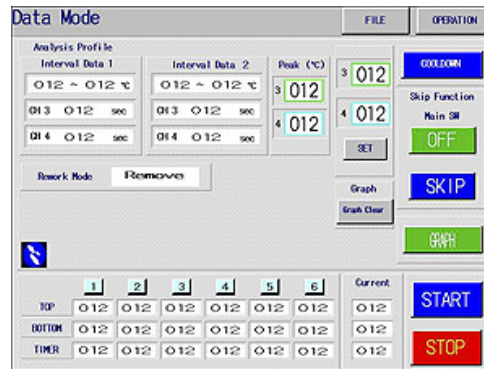 Data Mode
FILE
OPERATION
Analysis Profile
Interval Data 1
Interval Data 2
Peak (℃)
012 ~ 012 ℃
012 ~ 012 ℃
3 012
4 012
CH3 012 sec
CH3 012 sec
CH4 012 sec
CH4 012 sec
3 012
4 012
SET
COOLDOWN
Skip Function
Main SW
OFF
SKIP
Rework Mode Remove
Graph
Graph Clear
GRAPH
1 2 3 4 5 6 Current
TOP 012 012 012 012 012 012 012
BOTTOM 012 012 012 012 012 012 012
TIMER 012 012 012 012 012 012 012
START
STOP